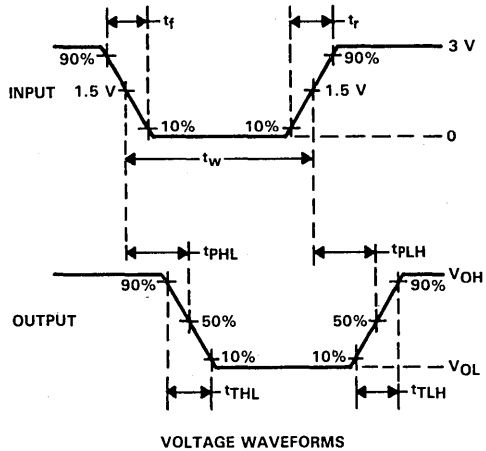 tf
tr
90%
90%
3 V
INPUT
1.5 V
1.5 V
10%
10%
0
tw
tPHL
tPLH
90%
90%
VOH
OUTPUT
50%
50%
10%
10%
VOL
tTHL
tTLH
VOLTAGE WAVEFORMS